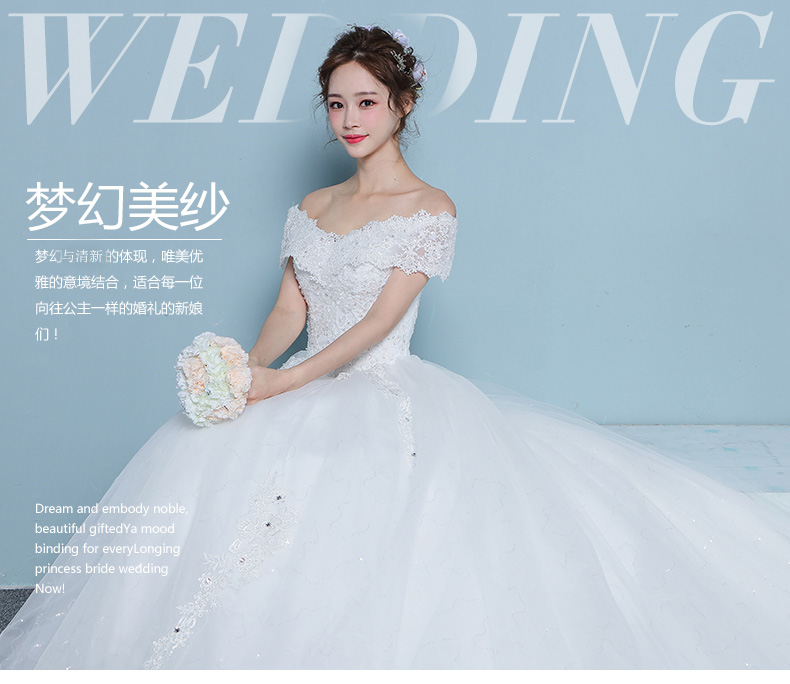 WEDDING
梦幻美纱
梦幻与清新的体现，唯美优
雅的意境结合，适合每一位
向往公主一样的婚礼的新娘
们！
Dream and embody noble,
beautiful giftedYa mood
binding for everyLonging
princess bride wedding
Now!